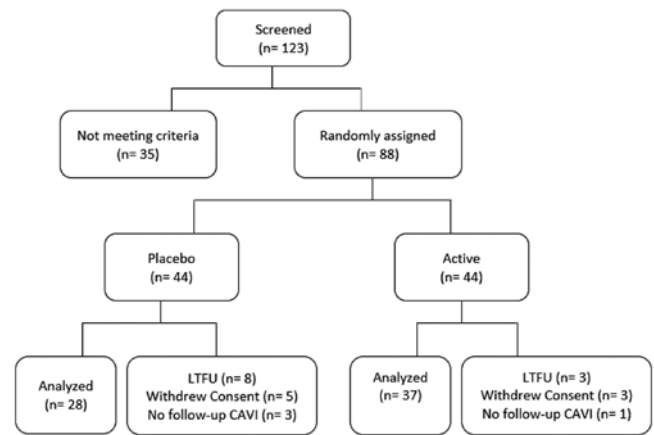 Screened
(n= 123)
Not meeting criteria
(n= 35)
Randomly assigned
(n= 88)
Placebo
(n= 44)
Active
(n= 44)
Analyzed
(n= 28)
LTFU (n= 8)
Withdrew Consent (n= 5)
No follow-up CAVI (n= 3)
Analyzed
(n= 37)
LTFU (n= 3)
Withdrew Consent (n= 3)
No follow-up CAVI (n= 1)